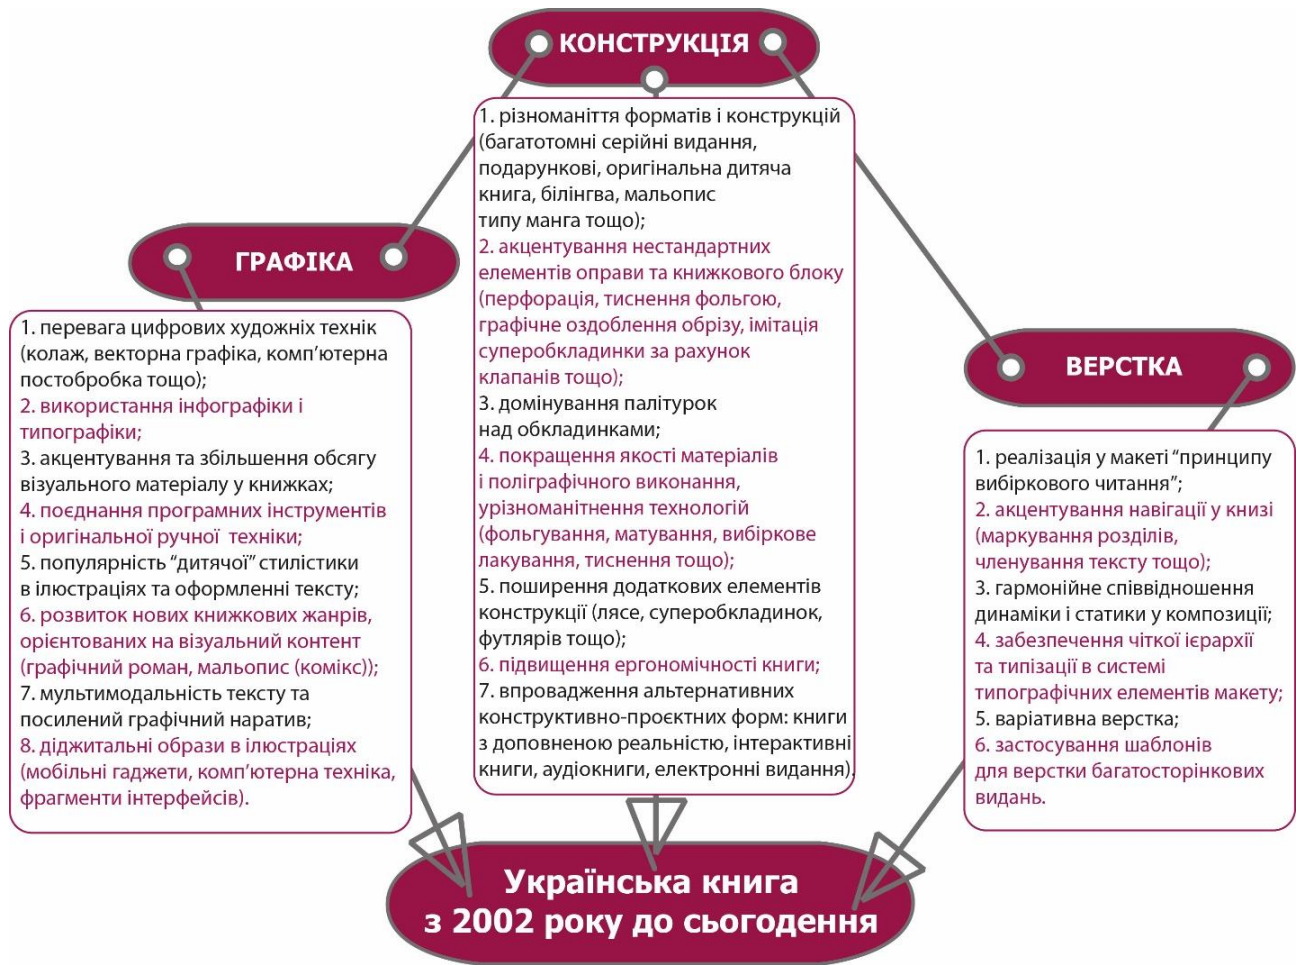 КОНСТРУКЦІЯ
1. різноманіття форматів і конструкцій
(багатотомні серійні видання,
подарункові, оригінальна дитяча
книга, білінгва, мальопис
типу манга тощо);
2. акцентування нестандартних
елементів оправи та книжкового блоку
(перфорація, тиснення фольгою,
графічне оздоблення обрізу, імітація
суперобкладинки за рахунок
клапанів тощо);
3. домінування палітурок
над обкладинками;
4. покращення якості матеріалів
і поліграфічного виконання,
урізноманітнення технологій
(фольгування, матування, вибіркове
лакування, тиснення тощо);
5. поширення додаткових елементів
конструкції (лясе, суперобкладинок,
футлярів тощо);
6. підвищення ергономічності книги;
7. впровадження альтернативних
конструктивно-проєктних форм: книги
з доповненою реальністю, інтерактивні
книги, аудіокниги, електронні видання).
ГРАФІКА
1. перевага цифрових художніх технік
(колаж, векторна графіка, комп’ютерна
постобробка тощо);
2. використання інфографіки і
типографіки;
3. акцентування та збільшення обсягу
візуального матеріалу у книжках;
4. поєднання програмних інструментів
і оригінальної ручної техніки;
5. популярність “дитячої” стилістики
в ілюстраціях та оформленні тексту;
6. розвиток нових книжкових жанрів,
орієнтованих на візуальний контент
(графічний роман, мальопис (комікс));
7. мультимодальність тексту та
посилений графічний наратив;
8. діджитальні образи в ілюстраціях
(мобільні гаджети, комп’ютерна техніка,
фрагменти інтерфейсів).
ВЕРСТКА
1. реалізація у макеті “принципу
вибіркового читання”;
2. акцентування навігації у книзі
(маркування розділів,
членування тексту тощо);
3. гармонійне співвідношення
динаміки і статики у композиції;
4. забезпечення чіткої ієрархії
та типізації в системі
типографічних елементів макету;
5. варіативна верстка;
6. застосування шаблонів
для верстки багатосторінкових
видань.
Українська книга
з 2002 року до сьогодення